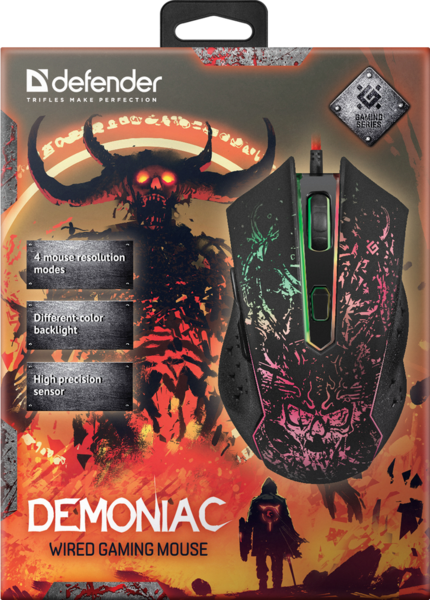 defender
TRIFLES MAKE PERFECTION
GAMING
SERIES
4 mouse resolution
modes
Different-color
backlight
High precision
sensor
DEMONIAC
WIRED GAMING MOUSE